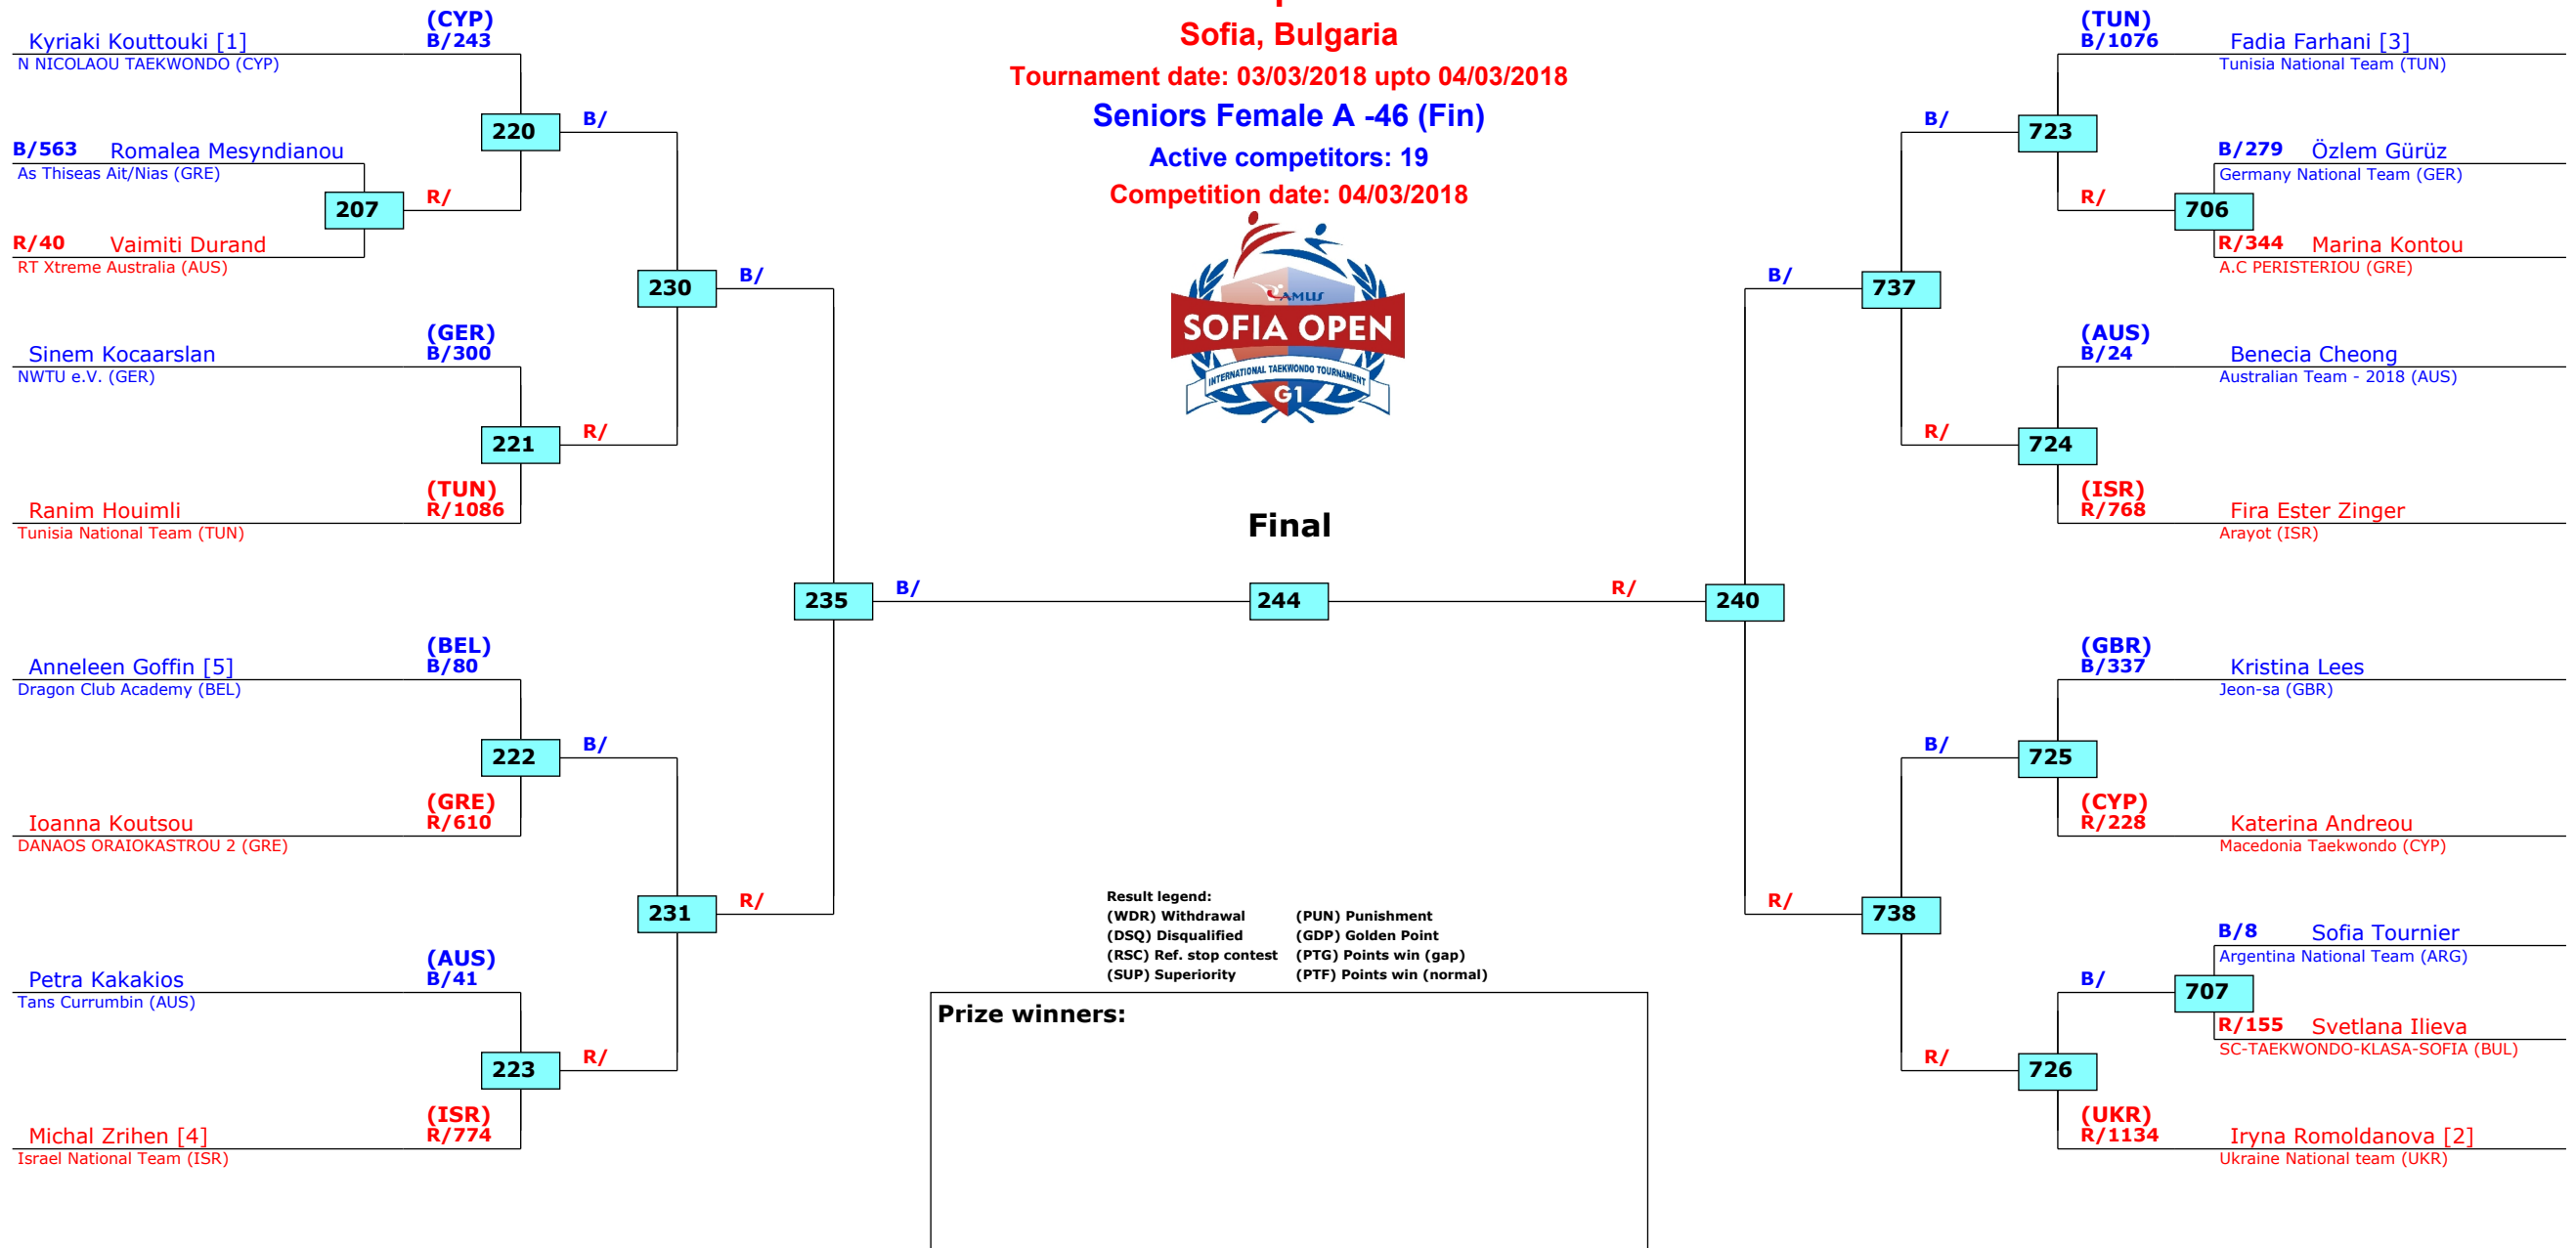 Sofia, Bulgaria
Tournament date: 03/03/2018 upto 04/03/2018
Seniors Female A -46 (Fin)
Active competitors: 19
Competition date: 04/03/2018
CAMUS
SOFIA OPEN
INTERNATIONAL TAEKWONDO TOURNAMENT
G1
(CYP)
Kyriaki Kouttouki [1] B/243
N NICOLAOU TAEKWONDO (CYP)
220
B/
B/563 Romalea Mesyndianou
As Thiseas Ait/Nias (GRE)
207
R/
R/40 Vaimiti Durand
RT Xtreme Australia (AUS)
230
B/
(GER)
Sinem Kocaarslan B/300
NWTU e.V. (GER)
221
R/
(TUN)
Ranim Houimli R/1086
Tunisia National Team (TUN)
235
B/
(BEL)
Anneleen Goffin [5] B/80
Dragon Club Academy (BEL)
222
B/
(GRE)
Ioanna Koutsou R/610
DANAOS ORAIOKASTROU 2 (GRE)
231
R/
(AUS)
Petra Kakakios B/41
Tans Currumbin (AUS)
223
R/
(ISR)
Michal Zrihen [4] R/774
Israel National Team (ISR)
Final
244
(TUN)
B/1076 Fadia Farhani [3]
Tunisia National Team (TUN)
B/
723
B/279 Özlem Gürüz
Germany National Team (GER)
R/
706
R/344 Marina Kontou
A.C PERISTERIOU (GRE)
B/
737
(AUS)
B/24 Benecia Cheong
Australian Team - 2018 (AUS)
R/
724
(ISR)
R/768 Fira Ester Zinger
Arayot (ISR)
R/
240
(GBR)
B/337 Kristina Lees
Jeon-sa (GBR)
B/
725
(CYP)
R/228 Katerina Andreou
Macedonia Taekwondo (CYP)
R/
738
B/8 Sofia Tournier
Argentina National Team (ARG)
B/
707
R/155 Svetlana Ilieva
SC-TAEKWONDO-KLASA-SOFIA (BUL)
R/
726
(UKR)
R/1134 Iryna Romoldanova [2]
Ukraine National team (UKR)
Result legend:
(WDR) Withdrawal (PUN) Punishment
(DSQ) Disqualified (GDP) Golden Point
(RSC) Ref. stop contest (PTG) Points win (gap)
(SUP) Superiority (PTF) Points win (normal)
Prize winners: